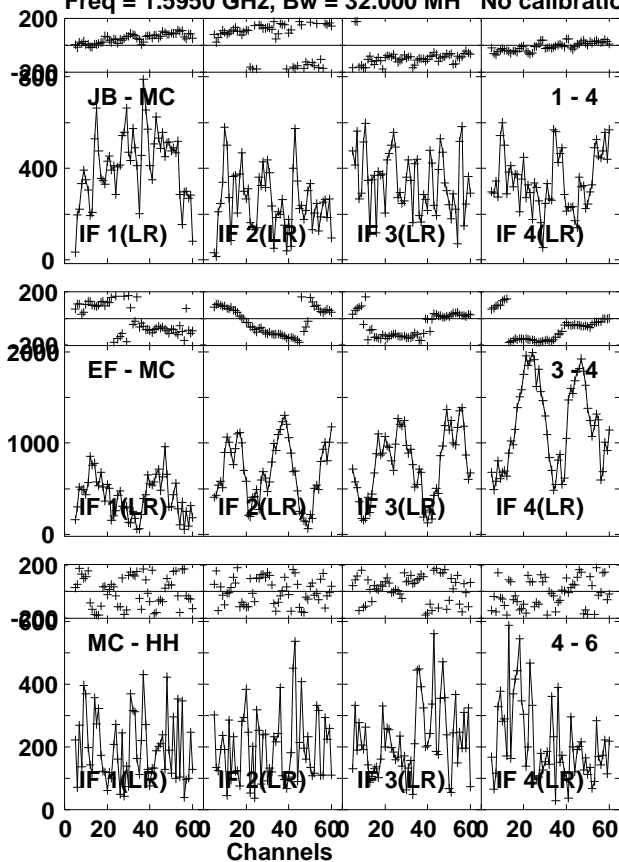 Freq = 1.5950 GHz, Bw = 32.000 MH No calibratio
200
-200
800
JB - MC 1 - 4
400
IF 1(LR) IF 2(LR) IF 3(LR) IF 4(LR)
0
200
-200
2000
EF - MC 3 - 4
1000
IF 1(LR) IF 2(LR) IF 3(LR) IF 4(LR)
0
200
-200
600
MC - HH 4 - 6
400
200
IF 1(LR) IF 2(LR) IF 3(LR) IF 4(LR)
0
0 20 40 60 0 20 40 60 0 20 40 60 0 20 40 60
Channels